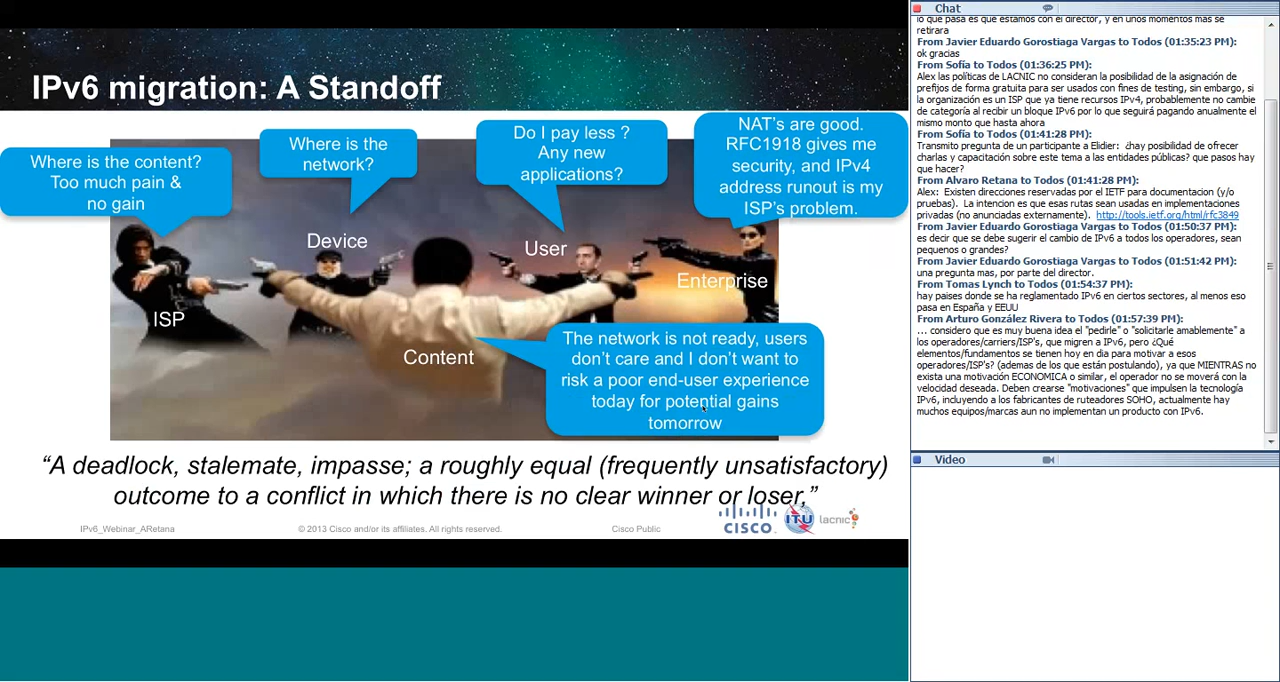 IPv6 migration: A Standoff
Where is the content?
Too much pain &
no gain
Where is the
network?
Do I pay less ?
Any new
applications?
NAT's are good.
RFC1918 gives me
security, and IPv4
address runout is my
ISP's problem.
Device
User
Enterprise
ISP
Content
The network is not ready, users
don't care and I don't want to
risk a poor end-user experience
today for potential gains
tomorrow
“A deadlock, stalemate, impasse; a roughly equal (frequently unsatisfactory)
outcome to a conflict in which there is no clear winner or loser,”
IPv6_Webinar_ARetana
© 2013 Cisco and/or its affiliates. All rights reserved.
Cisco Public
CISCO
ITU
lacnic
Chat
lo que pasa es que estamos con el director, y en unos momentos mas se
retirara
From Javier Eduardo Gorostiaga Vargas to Todos (01:35:23 PM):
ok gracias
From Sofía to Todos (01:36:25 PM):
Alex las políticas de LACNIC no consideran la posibilidad de la asignación de
prefijos de forma gratuita para ser usados con fines de testing, sin embargo, si
la organización es un ISP que ya tiene recursos IPv4, probablemente no cambie
de categoría al recibir un bloque IPv6 por lo que seguirá pagando anualmente el
mismo monto que hasta ahora
From Sofía to Todos (01:41:28 PM):
Transmito pregunta de un participante a Elidier: ¿hay posibilidad de ofrecer
charlas y capacitación sobre este tema a las entidades públicas? que pasos hay
que hacer?
From Alvaro Retana to Todos (01:41:28 PM):
Alex: Existen direcciones reservadas por el IETF para documentacion (y/o
pruebas). La intencion es que esas rutas sean usadas en implementaciones
privadas (no anunciadas externamente). http://tools.ietf.org/html/rfc3849
From Javier Eduardo Gorostiaga Vargas to Todos (01:50:37 PM):
es decir que se debe sugerir el cambio de IPv6 a todos los operadores, sean
pequenos o grandes?
From Javier Eduardo Gorostiaga Vargas to Todos (01:51:42 PM):
una pregunta mas, por parte del director.
From Tomas Lynch to Todos (01:54:37 PM):
hay paises donde se ha reglamentado IPv6 en ciertos sectores, al menos eso
pasa en España y EEUU
From Arturo González Rivera to Todos (01:57:39 PM):
... considero que es muy buena idea el "pedirle" o "solicitarle amablemente" a
los operadores/carriers/ISP's, que migren a IPv6, pero ¿Qué
elementos/fundamentos se tienen hoy en dia para motivar a esos
operadores/ISP's? (ademas de los que están postulando), ya que MIENTRAS no
exista una motivación ECONOMICA o similar, el operador no se moverá con la
velocidad deseada. Deben crearse "motivaciones" que impulsen la tecnología
IPv6, incluyendo a los fabricantes de ruteadores SOHO, actualmente hay
muchos equipos/marcas aun no implementan un producto con IPv6.
Video